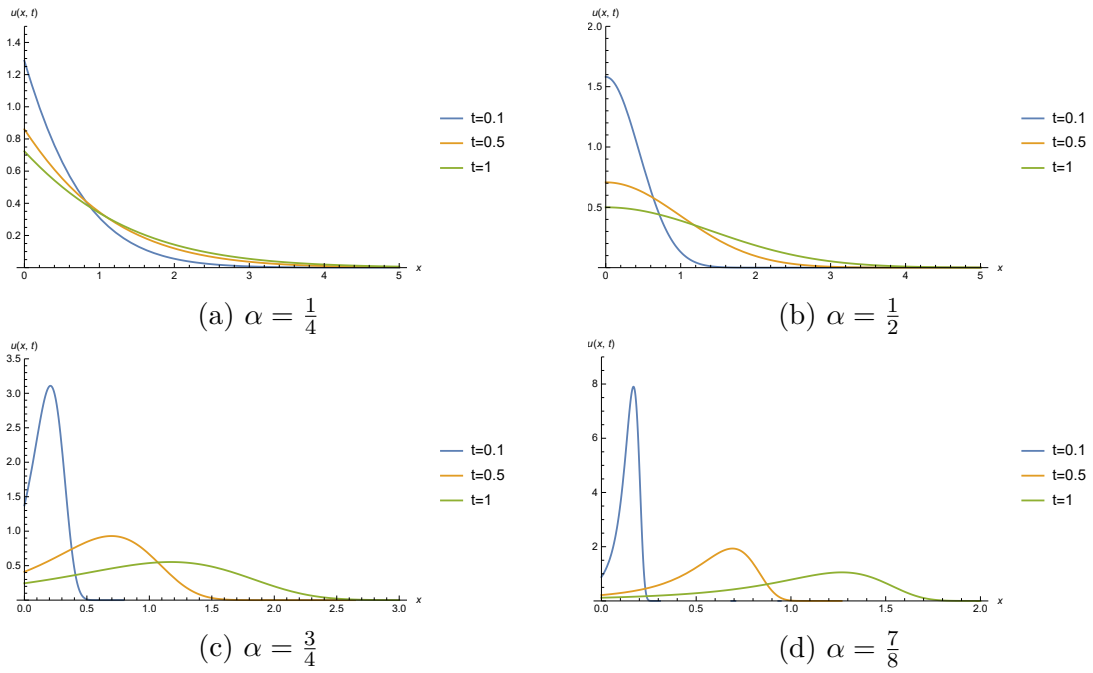 u(x, t)
1.4
1.2
1.0
0.8
0.6
0.4
0.2
0 1 2 3 4 5 x
t=0.1
t=0.5
t=1
(a) α = 1/4
u(x, t)
2.0
1.5
1.0
0.5
0 1 2 3 4 5 x
t=0.1
t=0.5
t=1
(b) α = 1/2
u(x, t)
3.5
3.0
2.5
2.0
1.5
1.0
0.5
0.0 0.5 1.0 1.5 2.0 2.5 3.0 x
t=0.1
t=0.5
t=1
(c) α = 3/4
u(x, t)
8
6
4
2
0.0 0.5 1.0 1.5 2.0 x
t=0.1
t=0.5
t=1
(d) α = 7/8